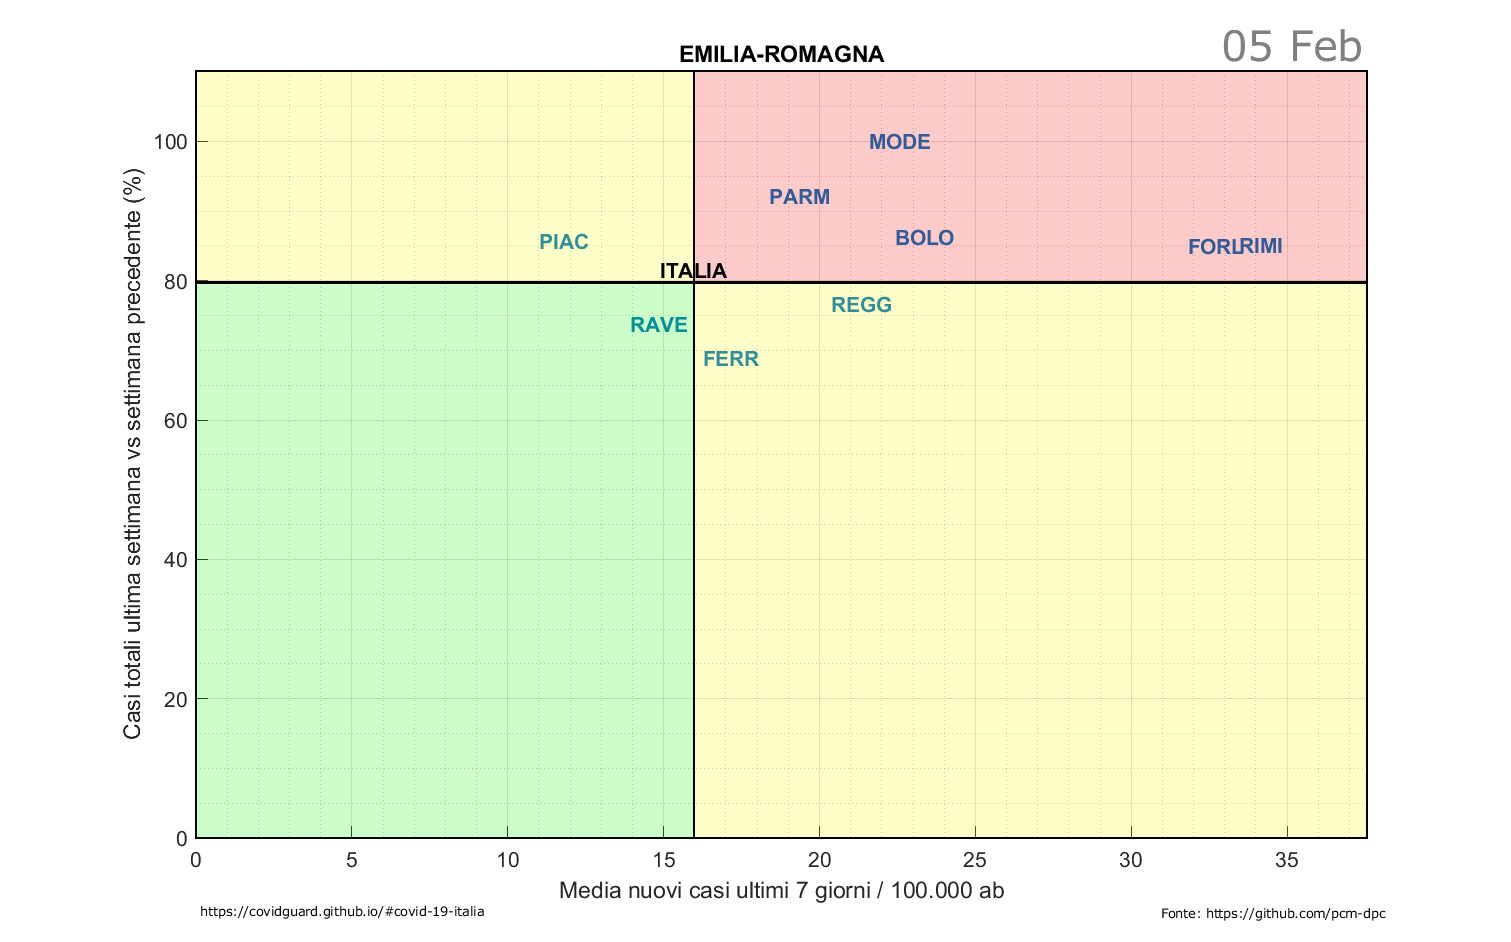 05 Feb
EMILIA-ROMAGNA
Casi totali ultima settimana vs settimana precedente (%)
100
80
60
40
20
0
MODE
PARM
BOLO
PIAC
FORL
RIMI
ITALIA
REGG
RAVE
FERR
0 5 10 15 20 25 30 35
Media nuovi casi ultimi 7 giorni / 100.000 ab
https://covidguard.github.io/#covid-19-italia
Fonte: https://github.com/pcm-dpc